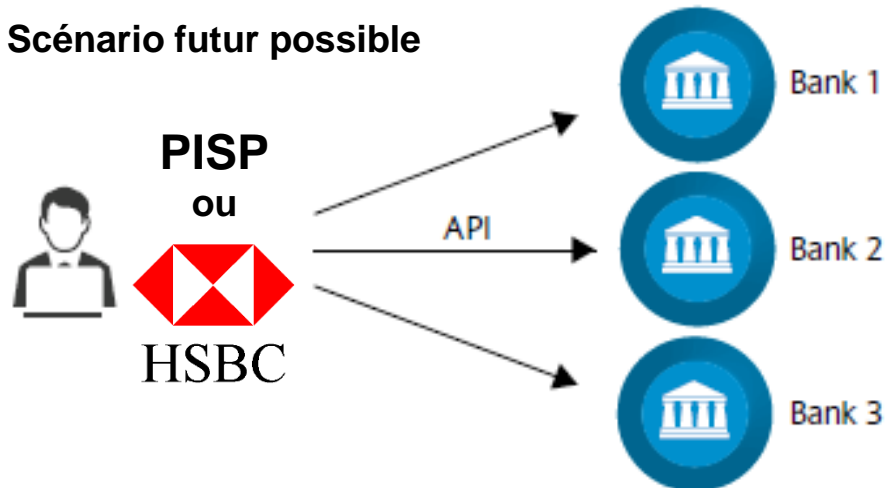 Scénario futur possible
PISP
ou
HSBC
API
Bank 1
Bank 2
Bank 3